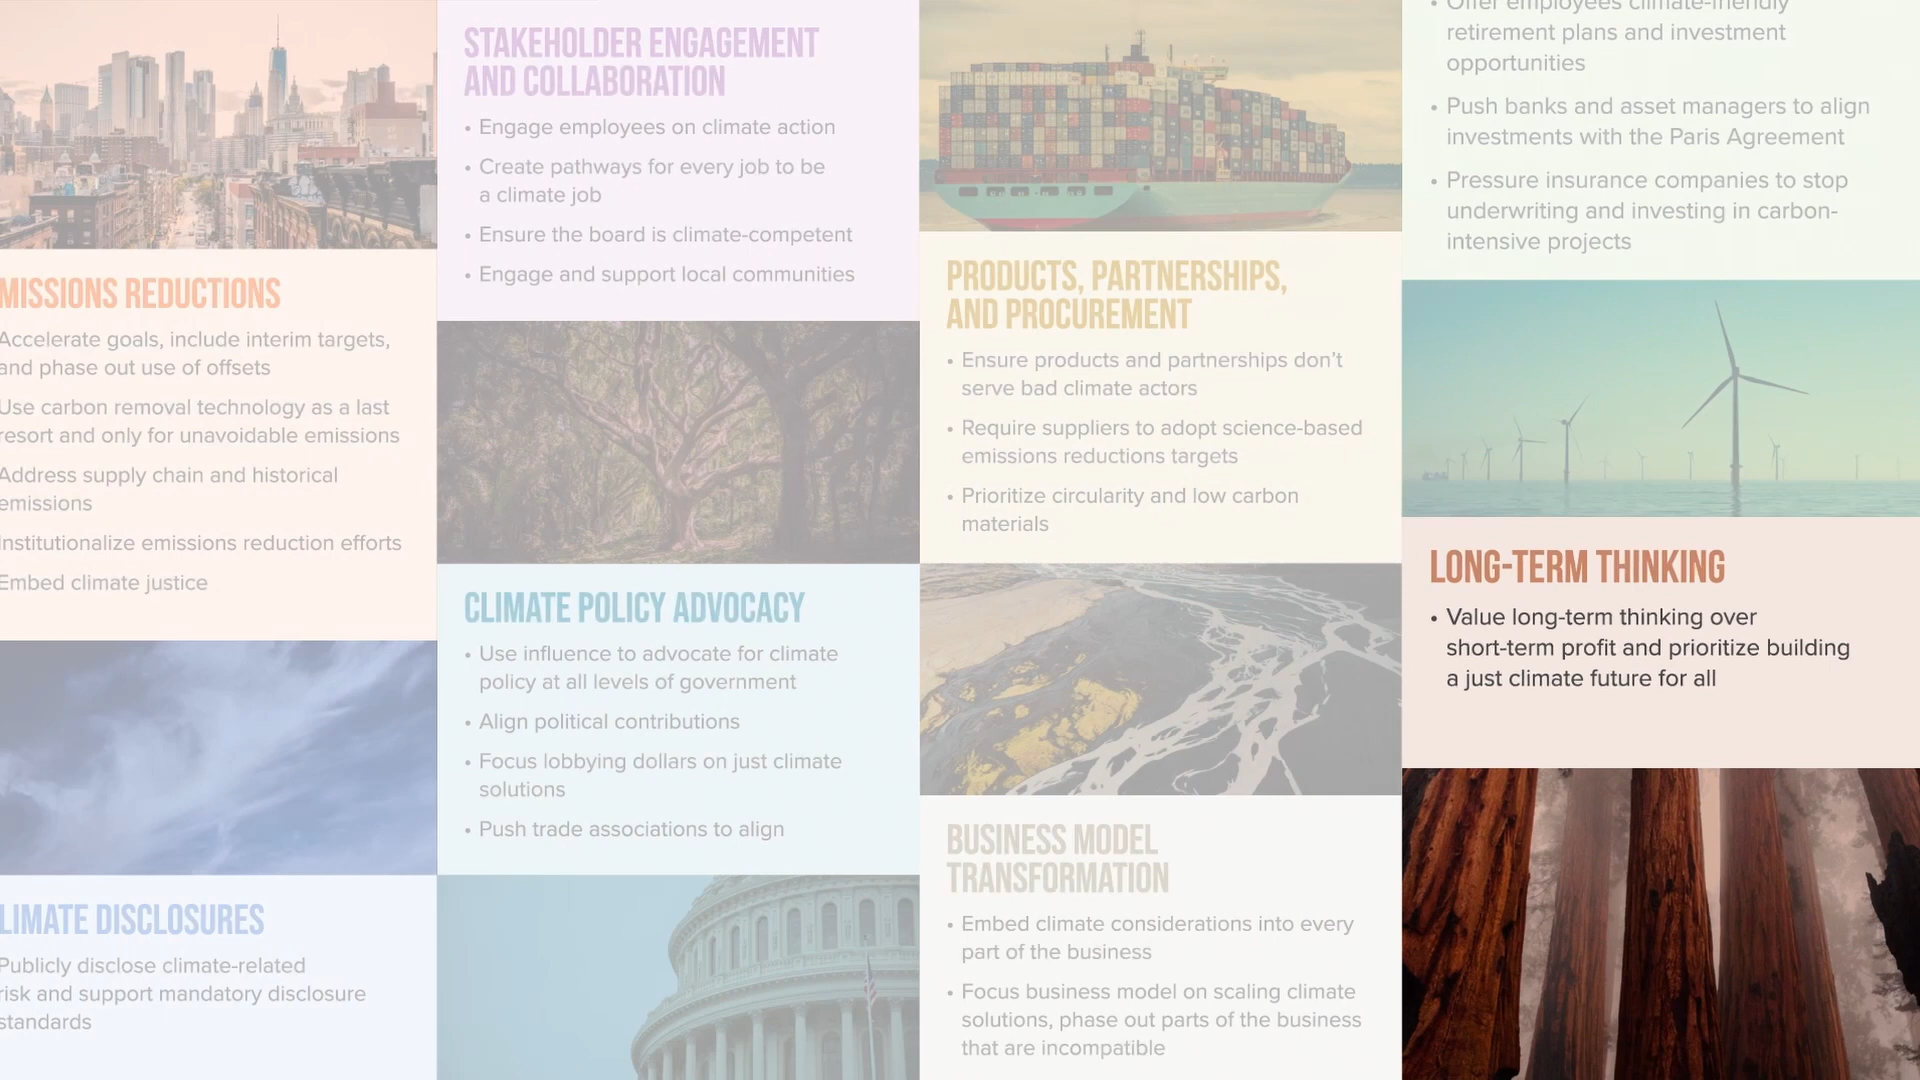 MISSIONS REDUCTIONS
Accelerate goals, include interim targets,
and phase out use of offsets
Use carbon removal technology as a last
resort and only for unavoidable emissions
Address supply chain and historical
emissions
Institutionalize emissions reduction efforts
Embed climate justice
LIMATE DISCLOSURES
Publicly disclose climate-related
risk and support mandatory disclosure
standards
STAKEHOLDER ENGAGEMENT
AND COLLABORATION
• Engage employees on climate action
• Create pathways for every job to be
a climate job
• Ensure the board is climate-competent
• Engage and support local communities
CLIMATE POLICY ADVOCACY
• Use influence to advocate for climate
policy at all levels of government
• Align political contributions
• Focus lobbying dollars on just climate
solutions
• Push trade associations to align
PRODUCTS, PARTNERSHIPS,
AND PROCUREMENT
• Ensure products and partnerships don't
serve bad climate actors
• Require suppliers to adopt science-based
emissions reductions targets
• Prioritize circularity and low carbon
materials
BUSINESS MODEL
TRANSFORMATION
• Embed climate considerations into every
part of the business
• Focus business model on scaling climate
solutions, phase out parts of the business
that are incompatible
• Offer employees climate-friendly
retirement plans and investment
opportunities
• Push banks and asset managers to align
investments with the Paris Agreement
• Pressure insurance companies to stop
underwriting and investing in carbon-
intensive projects
LONG-TERM THINKING
• Value long-term thinking over
short-term profit and prioritize building
a just climate future for all